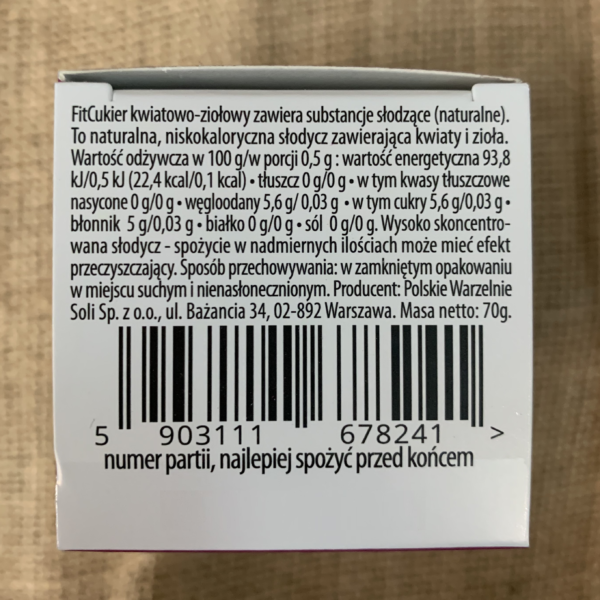 FitCukier kwiatowo-ziołowy zawiera substancje słodzące (naturalne).
To naturalna, niskokaloryczna słodycz zawierająca kwiaty i zioła.
Wartość odżywcza w 100 g/w porcji 0,5 g : wartość energetyczna 93,8
kJ/0,5 kJ (22,4 kcal/0,1 kcal) • tłuszcz 0 g/0 g • w tym kwasy tłuszczowe
nasycone 0 g/0 g • węgloodany 5,6 g/ 0,03 g • w tym cukry 5,6 g/0,03 g •
błonnik 5 g/0,03 g • białko 0 g/0 g • sól 0 g/0 g. Wysoko skoncentro-
wana słodycz - spożycie w nadmiernych ilościach może mieć efekt
przeczyszczający. Sposób przechowywania: w zamkniętym opakowaniu
w miejscu suchym i nienasłonecznionym. Producent: Polskie Warzelnie
Soli Sp. z o.o., ul. Bażancia 34, 02-892 Warszawa. Masa netto: 70g.
5 903111 678241 >
numer partii, najlepiej spożyć przed końcem